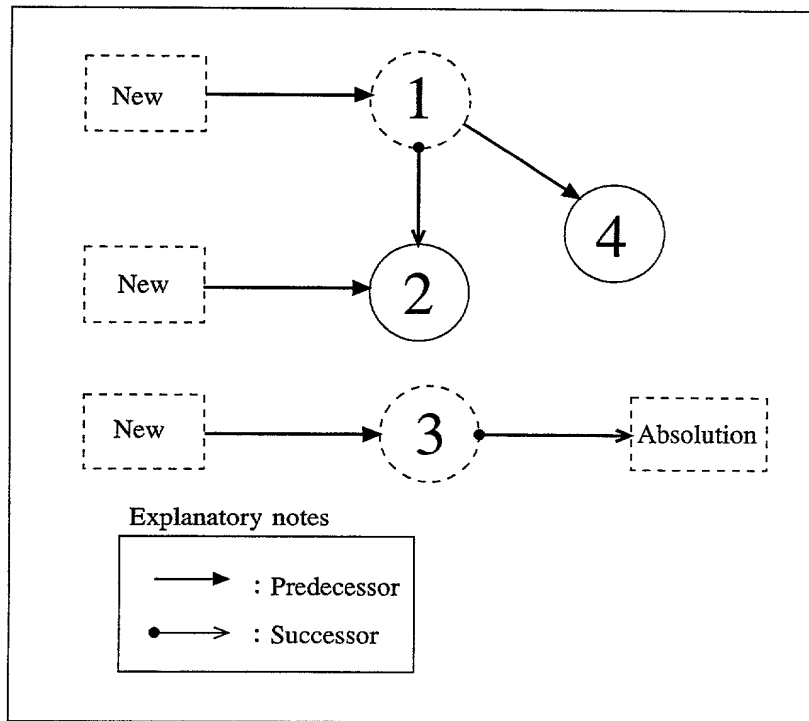 New
1
4
New
2
New
3
Absolution
Explanatory notes
: Predecessor
: Successor